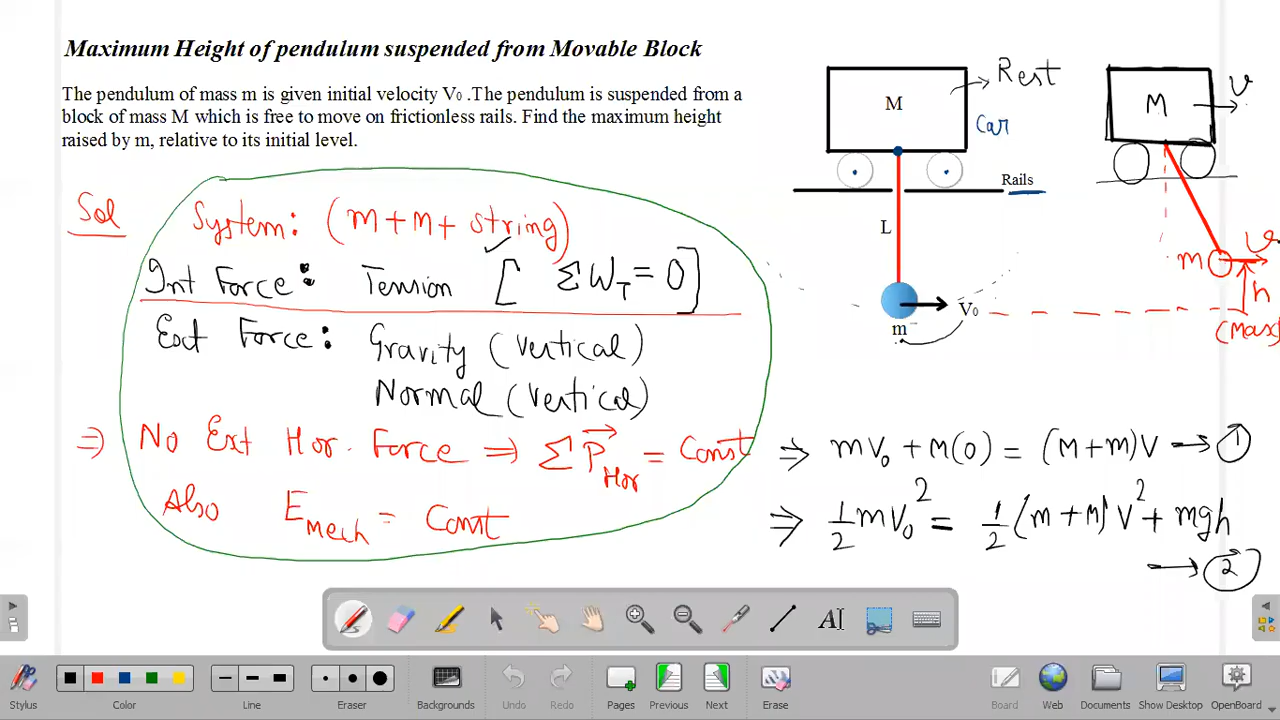 Maximum Height of pendulum suspended from Movable Block
The pendulum of mass m is given initial velocity V₀ .The pendulum is suspended from a
block of mass M which is free to move on frictionless rails. Find the maximum height
raised by m, relative to its initial level.
Sol
System: (m + M + string)
Int Force: Tension [ ΣW_T = 0 ]
Ext Force: Gravity (Vertical)
Normal (Vertical)
⇒ No Ext Hor. Force ⇒ ΣP⃗_Hor = Const
Also E_mech = Const
M
Rest
Car
Rails
L
m
V₀
M
v
m
v
h
(Max)
⇒ mV₀ + M(0) = (M+m)V → ①
⇒ ½mV₀² = ½(m+M)V² + mgh
→ ②
Stylus
Color
Line
Eraser
Backgrounds
Undo
Redo
Pages
Previous
Next
Erase
Board
Web
Documents
Show Desktop
OpenBoard